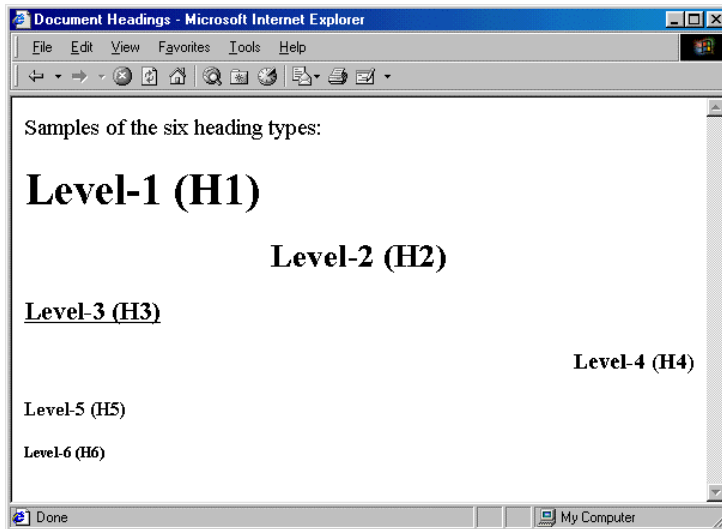 Document Headings - Microsoft Internet Explorer
File Edit View Favorites Tools Help
Samples of the six heading types:
Level-1 (H1)
Level-2 (H2)
Level-3 (H3)
Level-4 (H4)
Level-5 (H5)
Level-6 (H6)
Done My Computer